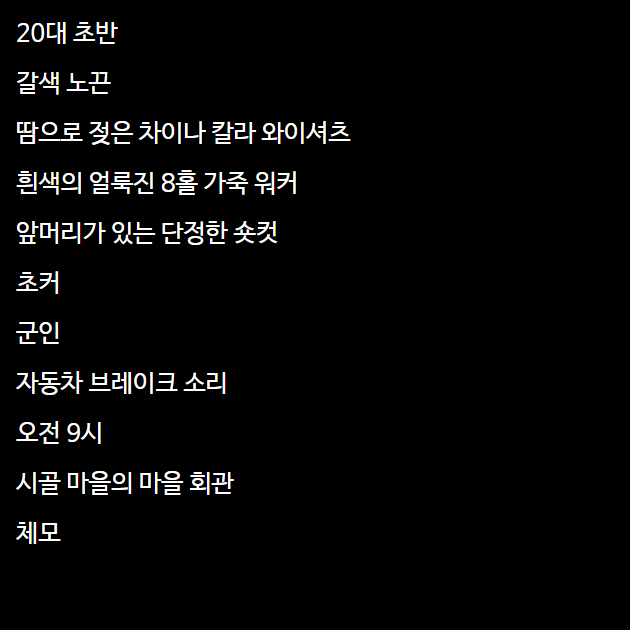 20대 초반
갈색 노끈
땀으로 젖은 차이나 칼라 와이셔츠
흰색의 얼룩진 8홀 가죽 워커
앞머리가 있는 단정한 숏컷
초커
군인
자동차 브레이크 소리
오전 9시
시골 마을의 마을 회관
체모